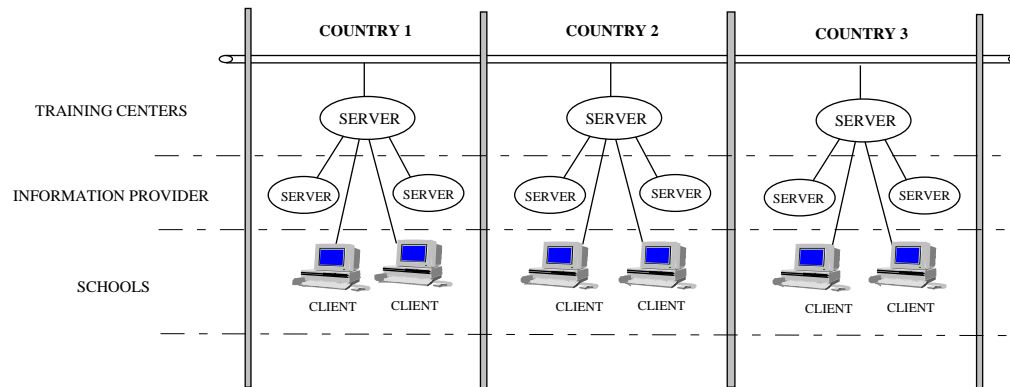 COUNTRY 1 COUNTRY 2 COUNTRY 3
TRAINING CENTERS SERVER SERVER SERVER
INFORMATION PROVIDER SERVER SERVER SERVER SERVER SERVER SERVER
SCHOOLS
CLIENT CLIENT CLIENT CLIENT CLIENT CLIENT